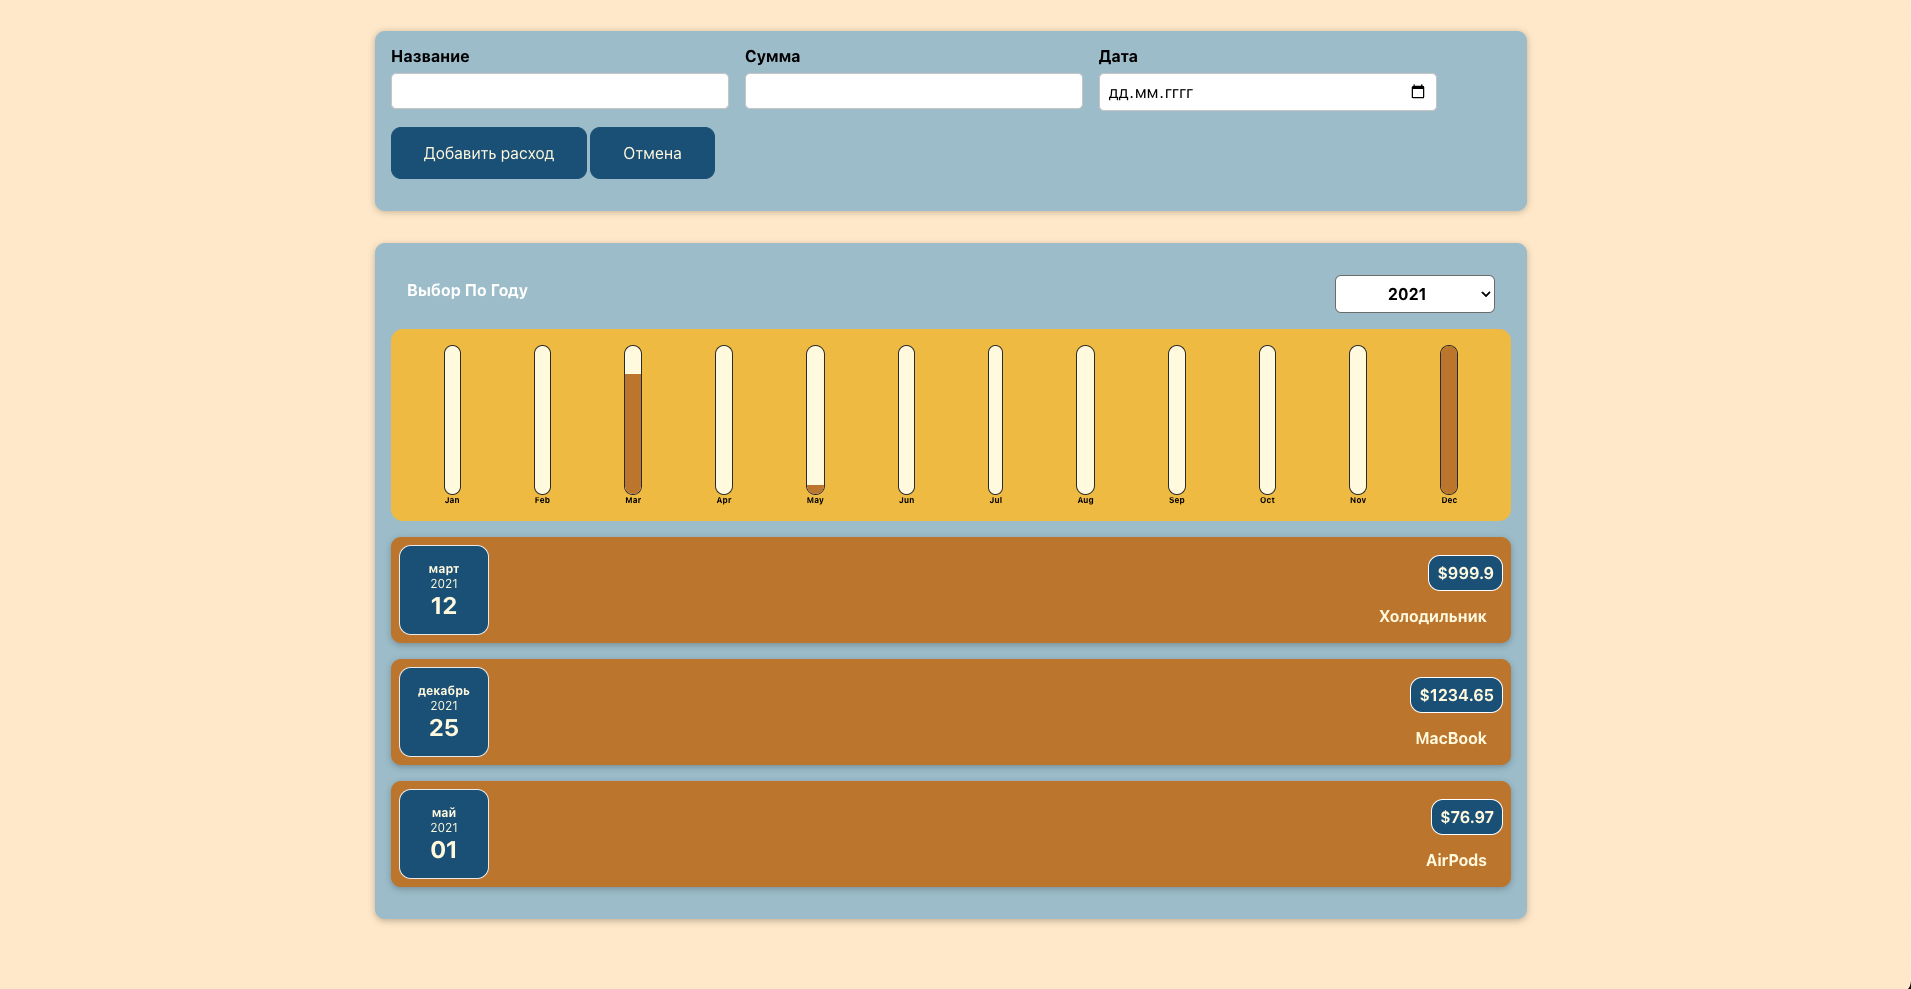 Название Сумма Дата
дд.мм.гггг
Добавить расход Отмена
Выбор По Году 2021
Jan Feb Mar Apr May Jun Jul Aug Sep Oct Nov Dec
март
2021
12
$999.9
Холодильник
декабрь
2021
25
$1234.65
MacBook
май
2021
01
$76.97
AirPods